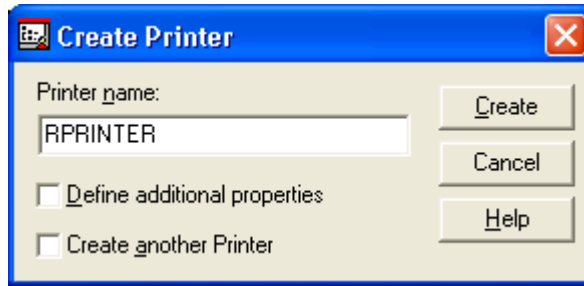 Create Printer
Printer name:
RPRINTER
Define additional properties
Create another Printer
Create
Cancel
Help